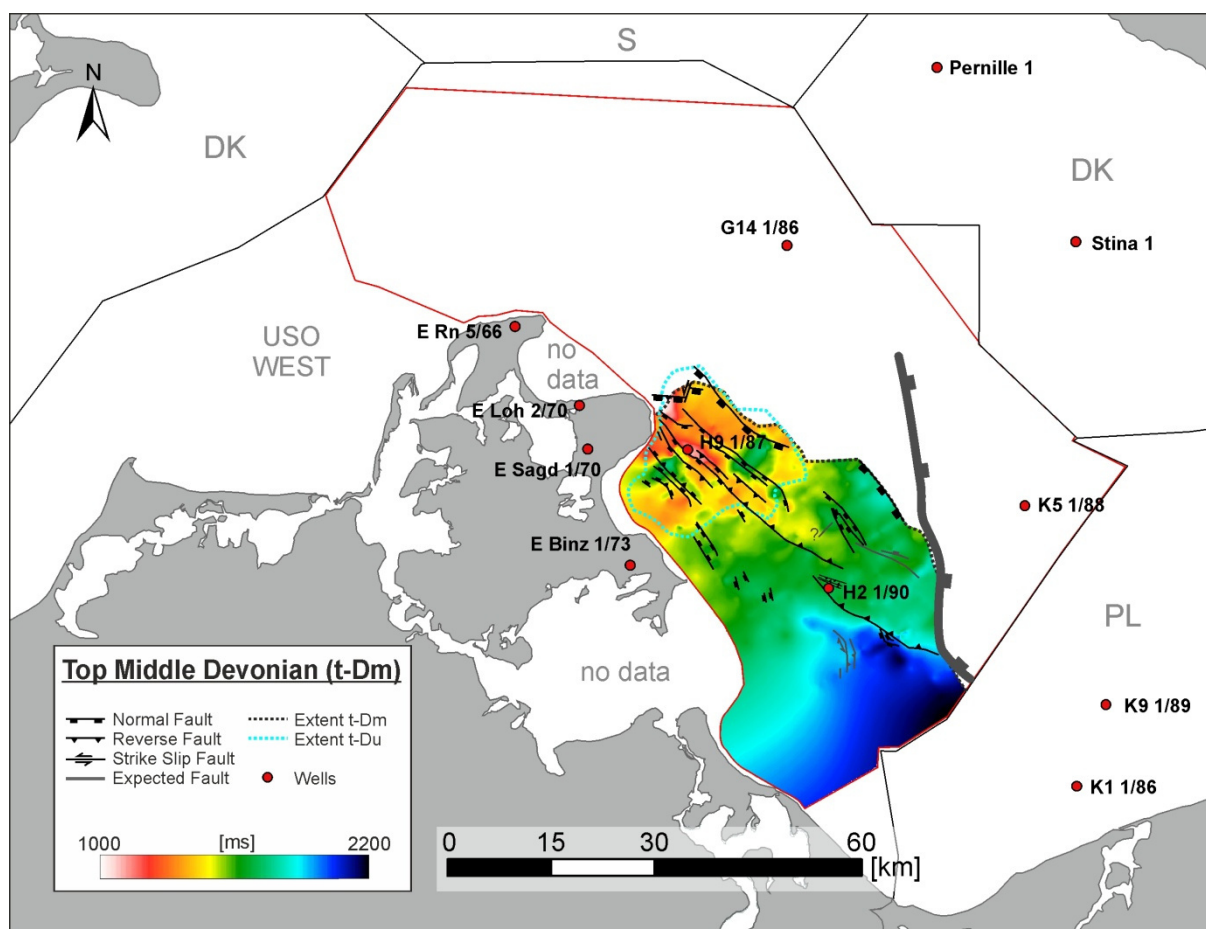 S
Pernille 1
N
DK
DK
G14 1/86
Stina 1
E Rn 5/66
USO
WEST
no
data
E Loh 2/70
H9 1/87
E Sagd 1/70
K5 1/88
?
E Binz 1/73
H2 1/90
PL
no data
Top Middle Devonian (t-Dm)
Normal Fault
Extent t-Dm
Reverse Fault
Extent t-Du
Strike Slip Fault
Expected Fault
Wells
K9 1/89
K1 1/86
1000
[ms]
2200
0
15
30
60
[km]